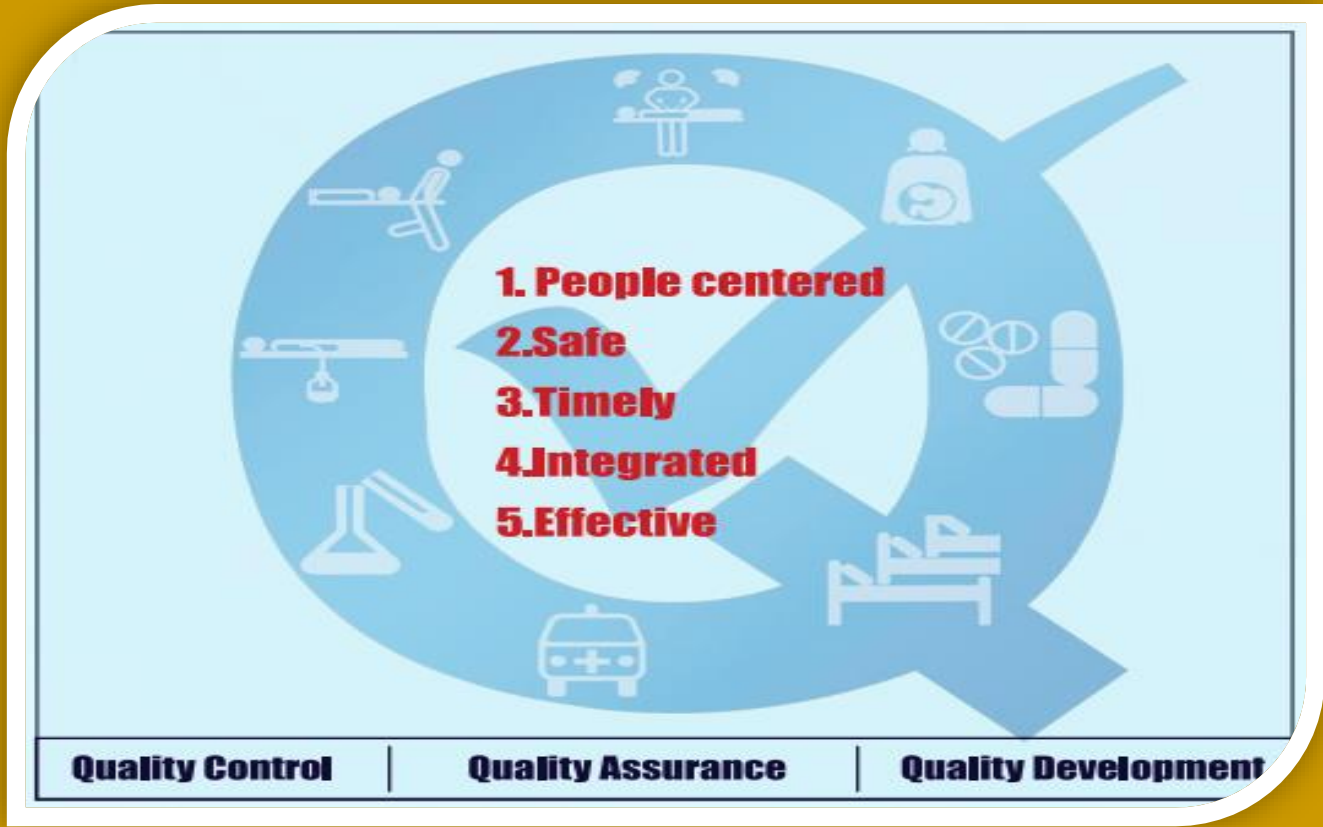 1. People centered
2.Safe
3.Timely
4.Integrated
5.Effective
Quality Control | Quality Assurance | Quality Development